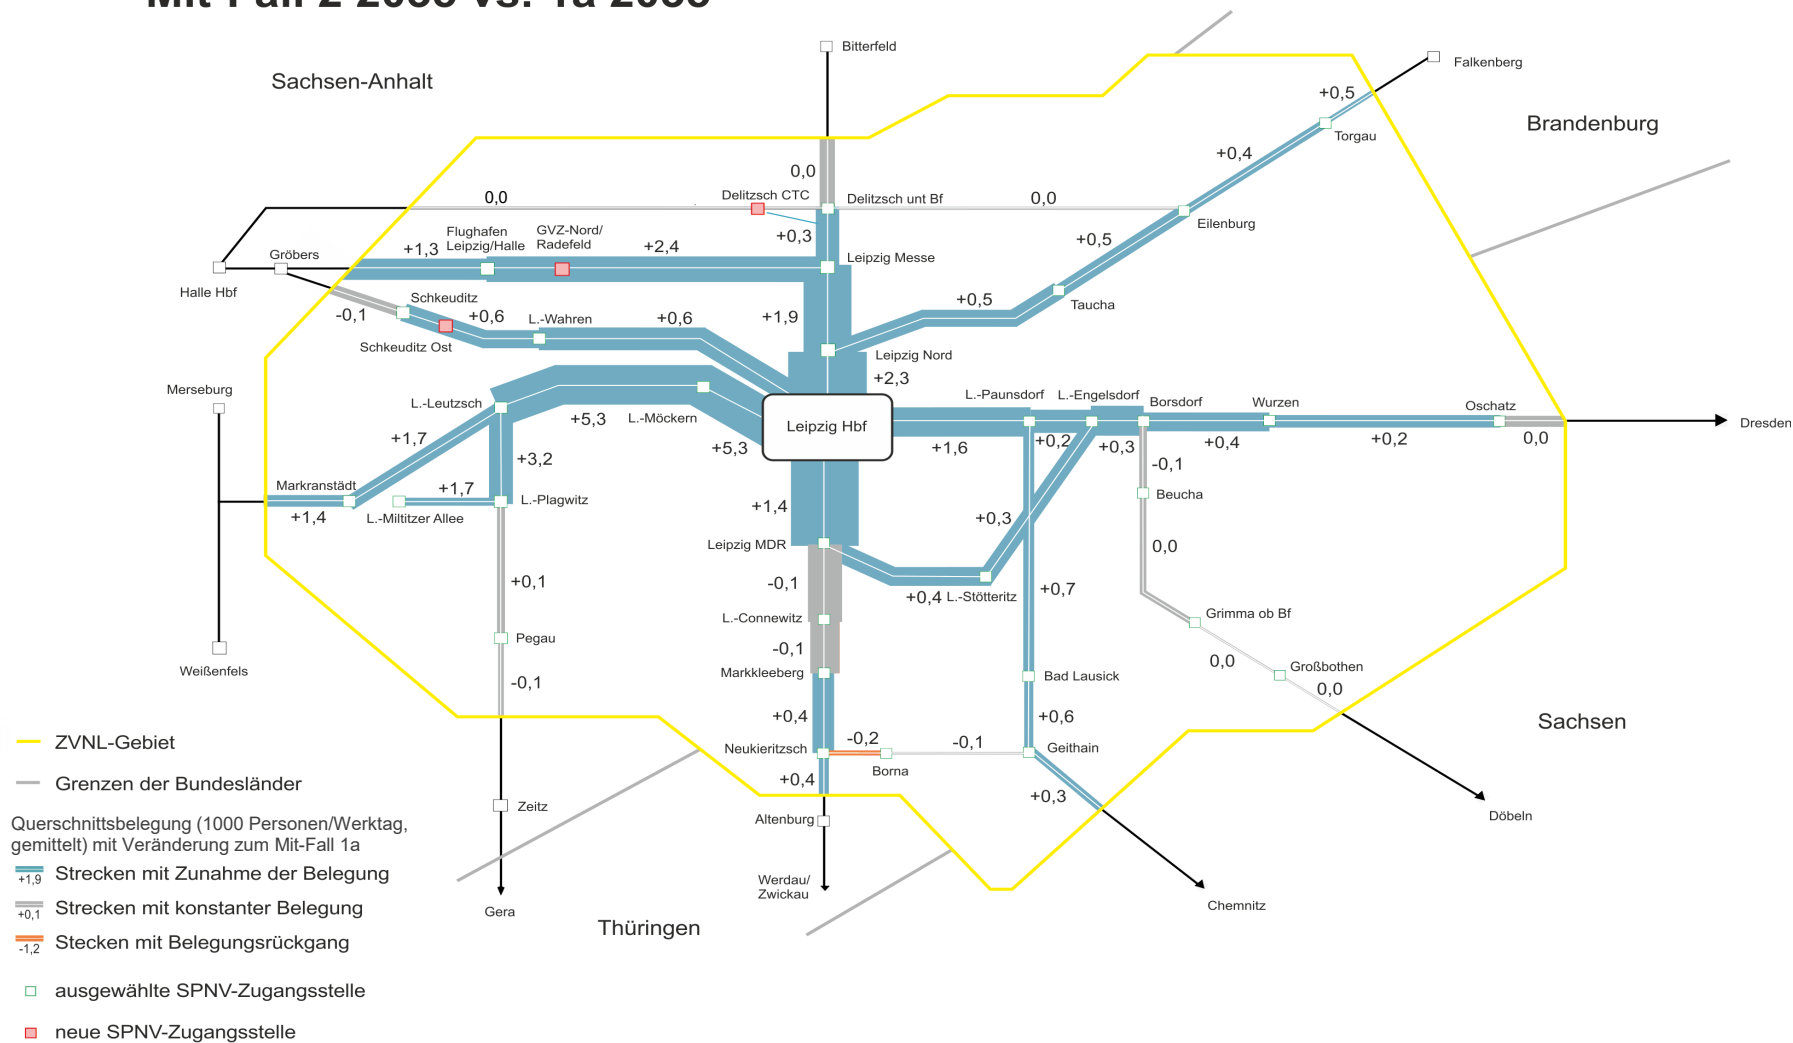 Mit-Fall 2 2035 vs. 1a 2035
Bitterfeld
Falkenberg
Sachsen-Anhalt
+0,5
Brandenburg
Torgau
+0,4
0,0
0,0
Delitzsch CTC
Delitzsch unt Bf
0,0
Eilenburg
Flughafen
Leipzig/Halle
GVZ-Nord/
Radefeld
+0,3
+0,5
+1,3
+2,4
Gröbers
Leipzig Messe
Halle Hbf
Schkeuditz
Taucha
+0,5
-0,1
+0,6
L.-Wahren
+0,6
+1,9
Schkeuditz Ost
Leipzig Nord
+2,3
Merseburg
L.-Leutzsch
L.-Paunsdorf
L.-Engelsdorf
Borsdorf
Wurzen
Oschatz
+5,3
L.-Möckern
Leipzig Hbf
Dresden
+1,7
+5,3
+1,6
+0,2
+0,3
+0,4
+0,2
0,0
+3,2
-0,1
Markranstädt
+1,7
L.-Plagwitz
Beucha
+1,4
L.-Miltitzer Allee
+1,4
+0,3
Leipzig MDR
0,0
+0,1
-0,1
+0,4
L.-Stötteritz
+0,7
L.-Connewitz
Grimma ob Bf
Pegau
-0,1
0,0
Großbothen
Weißenfels
Markkleeberg
Bad Lausick
-0,1
0,0
+0,4
+0,6
Sachsen
ZVNL-Gebiet
Neukieritzsch
-0,2
-0,1
Geithain
Borna
Grenzen der Bundesländer
+0,4
+0,3
Zeitz
Altenburg
Döbeln
Querschnittsbelegung (1000 Personen/Werktag,
gemittelt) mit Veränderung zum Mit-Fall 1a
+1,9
Strecken mit Zunahme der Belegung
Werdau/
Zwickau
+0,1
Strecken mit konstanter Belegung
Gera
Chemnitz
Thüringen
-1,2
Stecken mit Belegungsrückgang
ausgewählte SPNV-Zugangsstelle
neue SPNV-Zugangsstelle